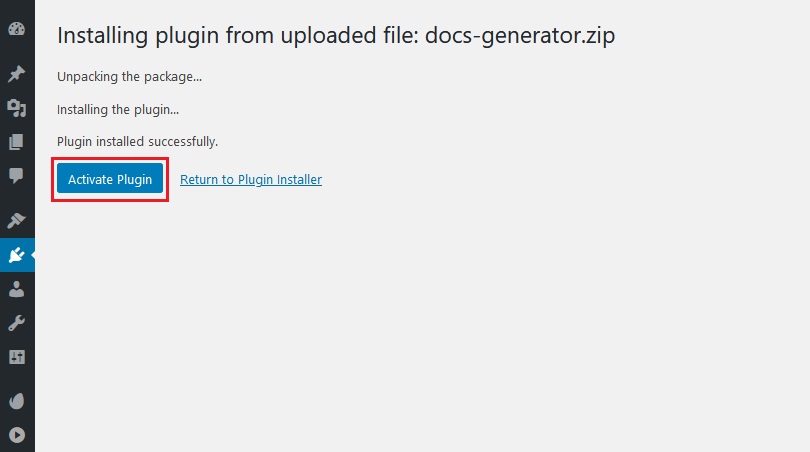 Installing plugin from uploaded file: docs-generator.zip
Unpacking the package...
Installing the plugin...
Plugin installed successfully.
Activate Plugin Return to Plugin Installer